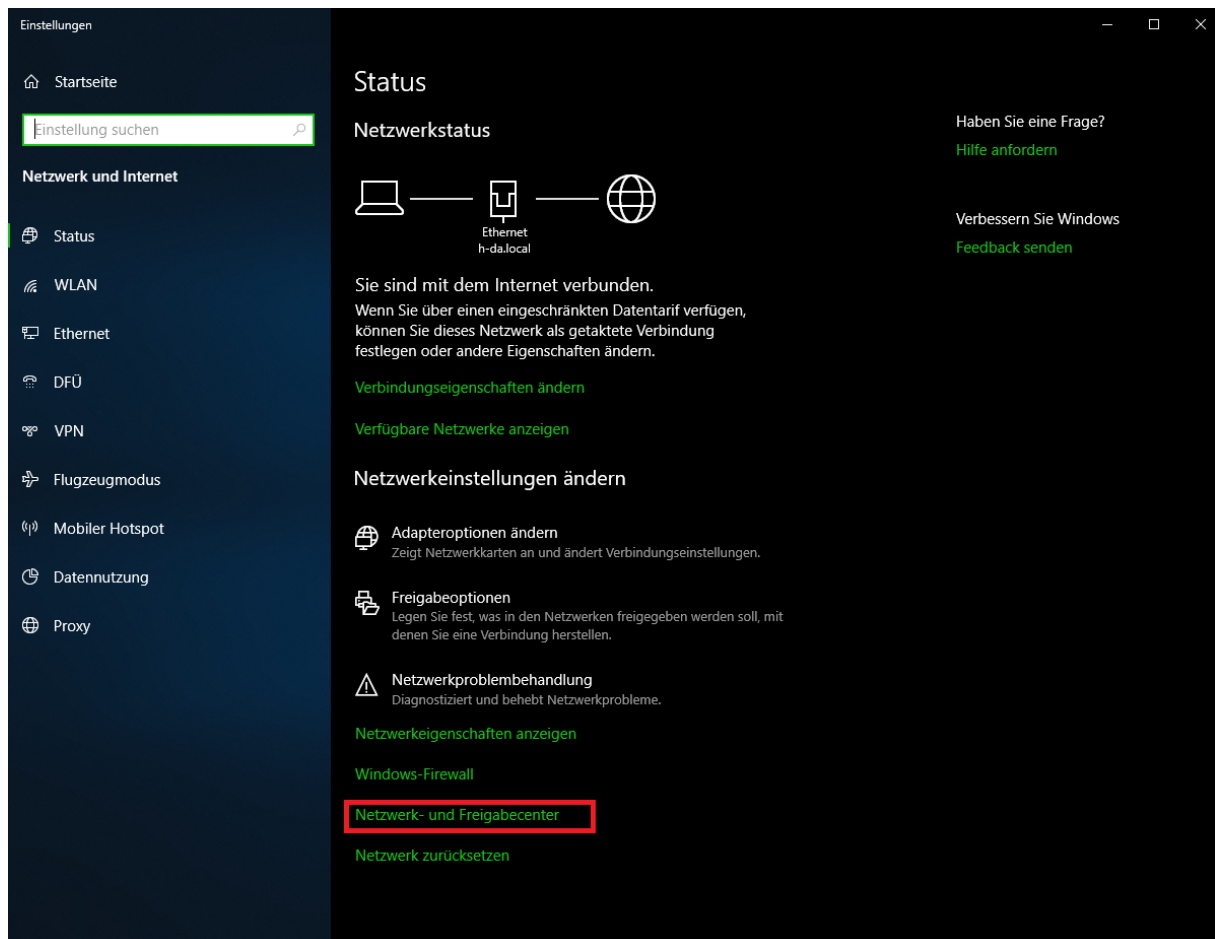 Einstellungen
Startseite
Einstellung suchen
Netzwerk und Internet
Status
WLAN
Ethernet
DFÜ
VPN
Flugzeugmodus
Mobiler Hotspot
Datennutzung
Proxy
Status
Netzwerkstatus
Ethernet
h-da.local
Sie sind mit dem Internet verbunden.
Wenn Sie über einen eingeschränkten Datentarif verfügen,
können Sie dieses Netzwerk als getaktete Verbindung
festlegen oder andere Eigenschaften ändern.
Verbindungseigenschaften ändern
Verfügbare Netzwerke anzeigen
Netzwerkeinstellungen ändern
Adapteroptionen ändern
Zeigt Netzwerkkarten an und ändert Verbindungseinstellungen.
Freigabeoptionen
Legen Sie fest, was in den Netzwerken freigegeben werden soll, mit
denen Sie eine Verbindung herstellen.
Netzwerkproblembehandlung
Diagnostiziert und behebt Netzwerkprobleme.
Netzwerkeigenschaften anzeigen
Windows-Firewall
Netzwerk- und Freigabecenter
Netzwerk zurücksetzen
Haben Sie eine Frage?
Hilfe anfordern
Verbessern Sie Windows
Feedback senden